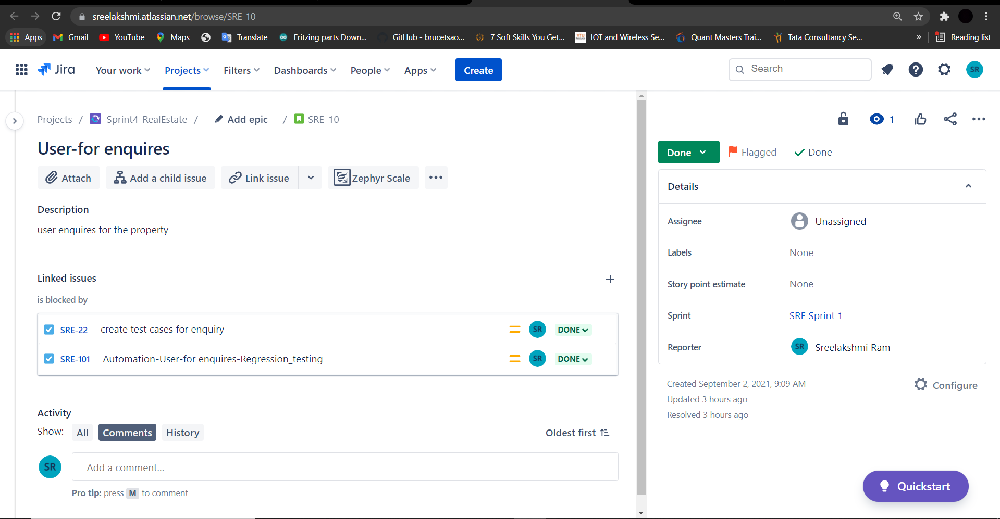 sreelakshmi.atlassian.net/browse/SRE-10
Apps Gmail YouTube Maps Translate Fritzing parts Down... GitHub - brucetsao... 7 Soft Skills You Get... IOT and Wireless Se... Quant Masters Trai... Tata Consultancy Se... » Reading list
Jira Your work Projects Filters Dashboards People Apps Create Search SR
Projects / Sprint4_RealEstate / Add epic / SRE-10
1
User-for enquires
Done Flagged Done
Attach Add a child issue Link issue Zephyr Scale
Details
Description
user enquires for the property
Assignee Unassigned
Labels None
Linked issues
Story point estimate None
is blocked by
Sprint SRE Sprint 1
SRE-22 create test cases for enquiry SR DONE
Reporter SR Sreelakshmi Ram
SRE-101 Automation-User-for enquires-Regression_testing SR DONE
Created September 2, 2021, 9:09 AM Configure
Updated 3 hours ago
Resolved 3 hours ago
Activity
Show: All Comments History Oldest first
SR Add a comment...
Pro tip: press M to comment
Quickstart